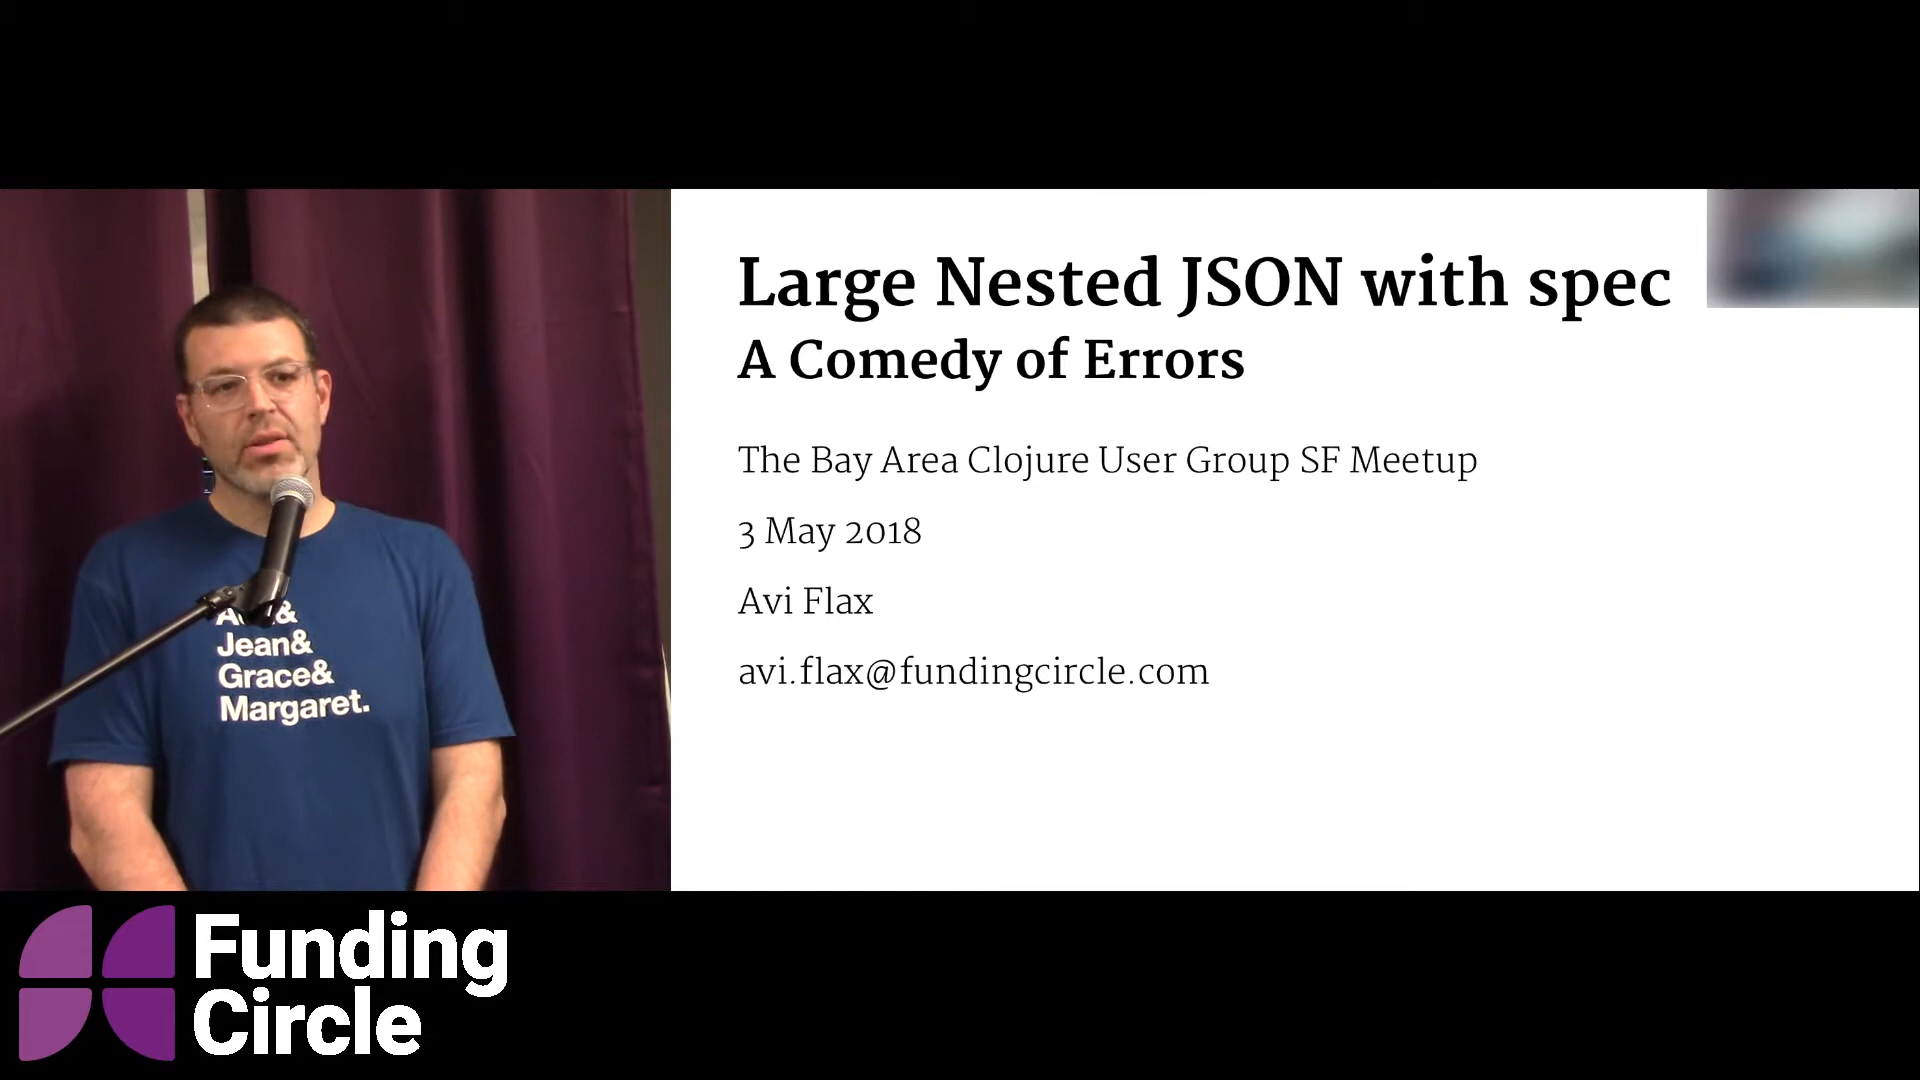 Large Nested JSON with spec
A Comedy of Errors
The Bay Area Clojure User Group SF Meetup
3 May 2018
Avi Flax
avi.flax@fundingcircle.com
&
Jean&
Grace&
Margaret.
Funding
Circle